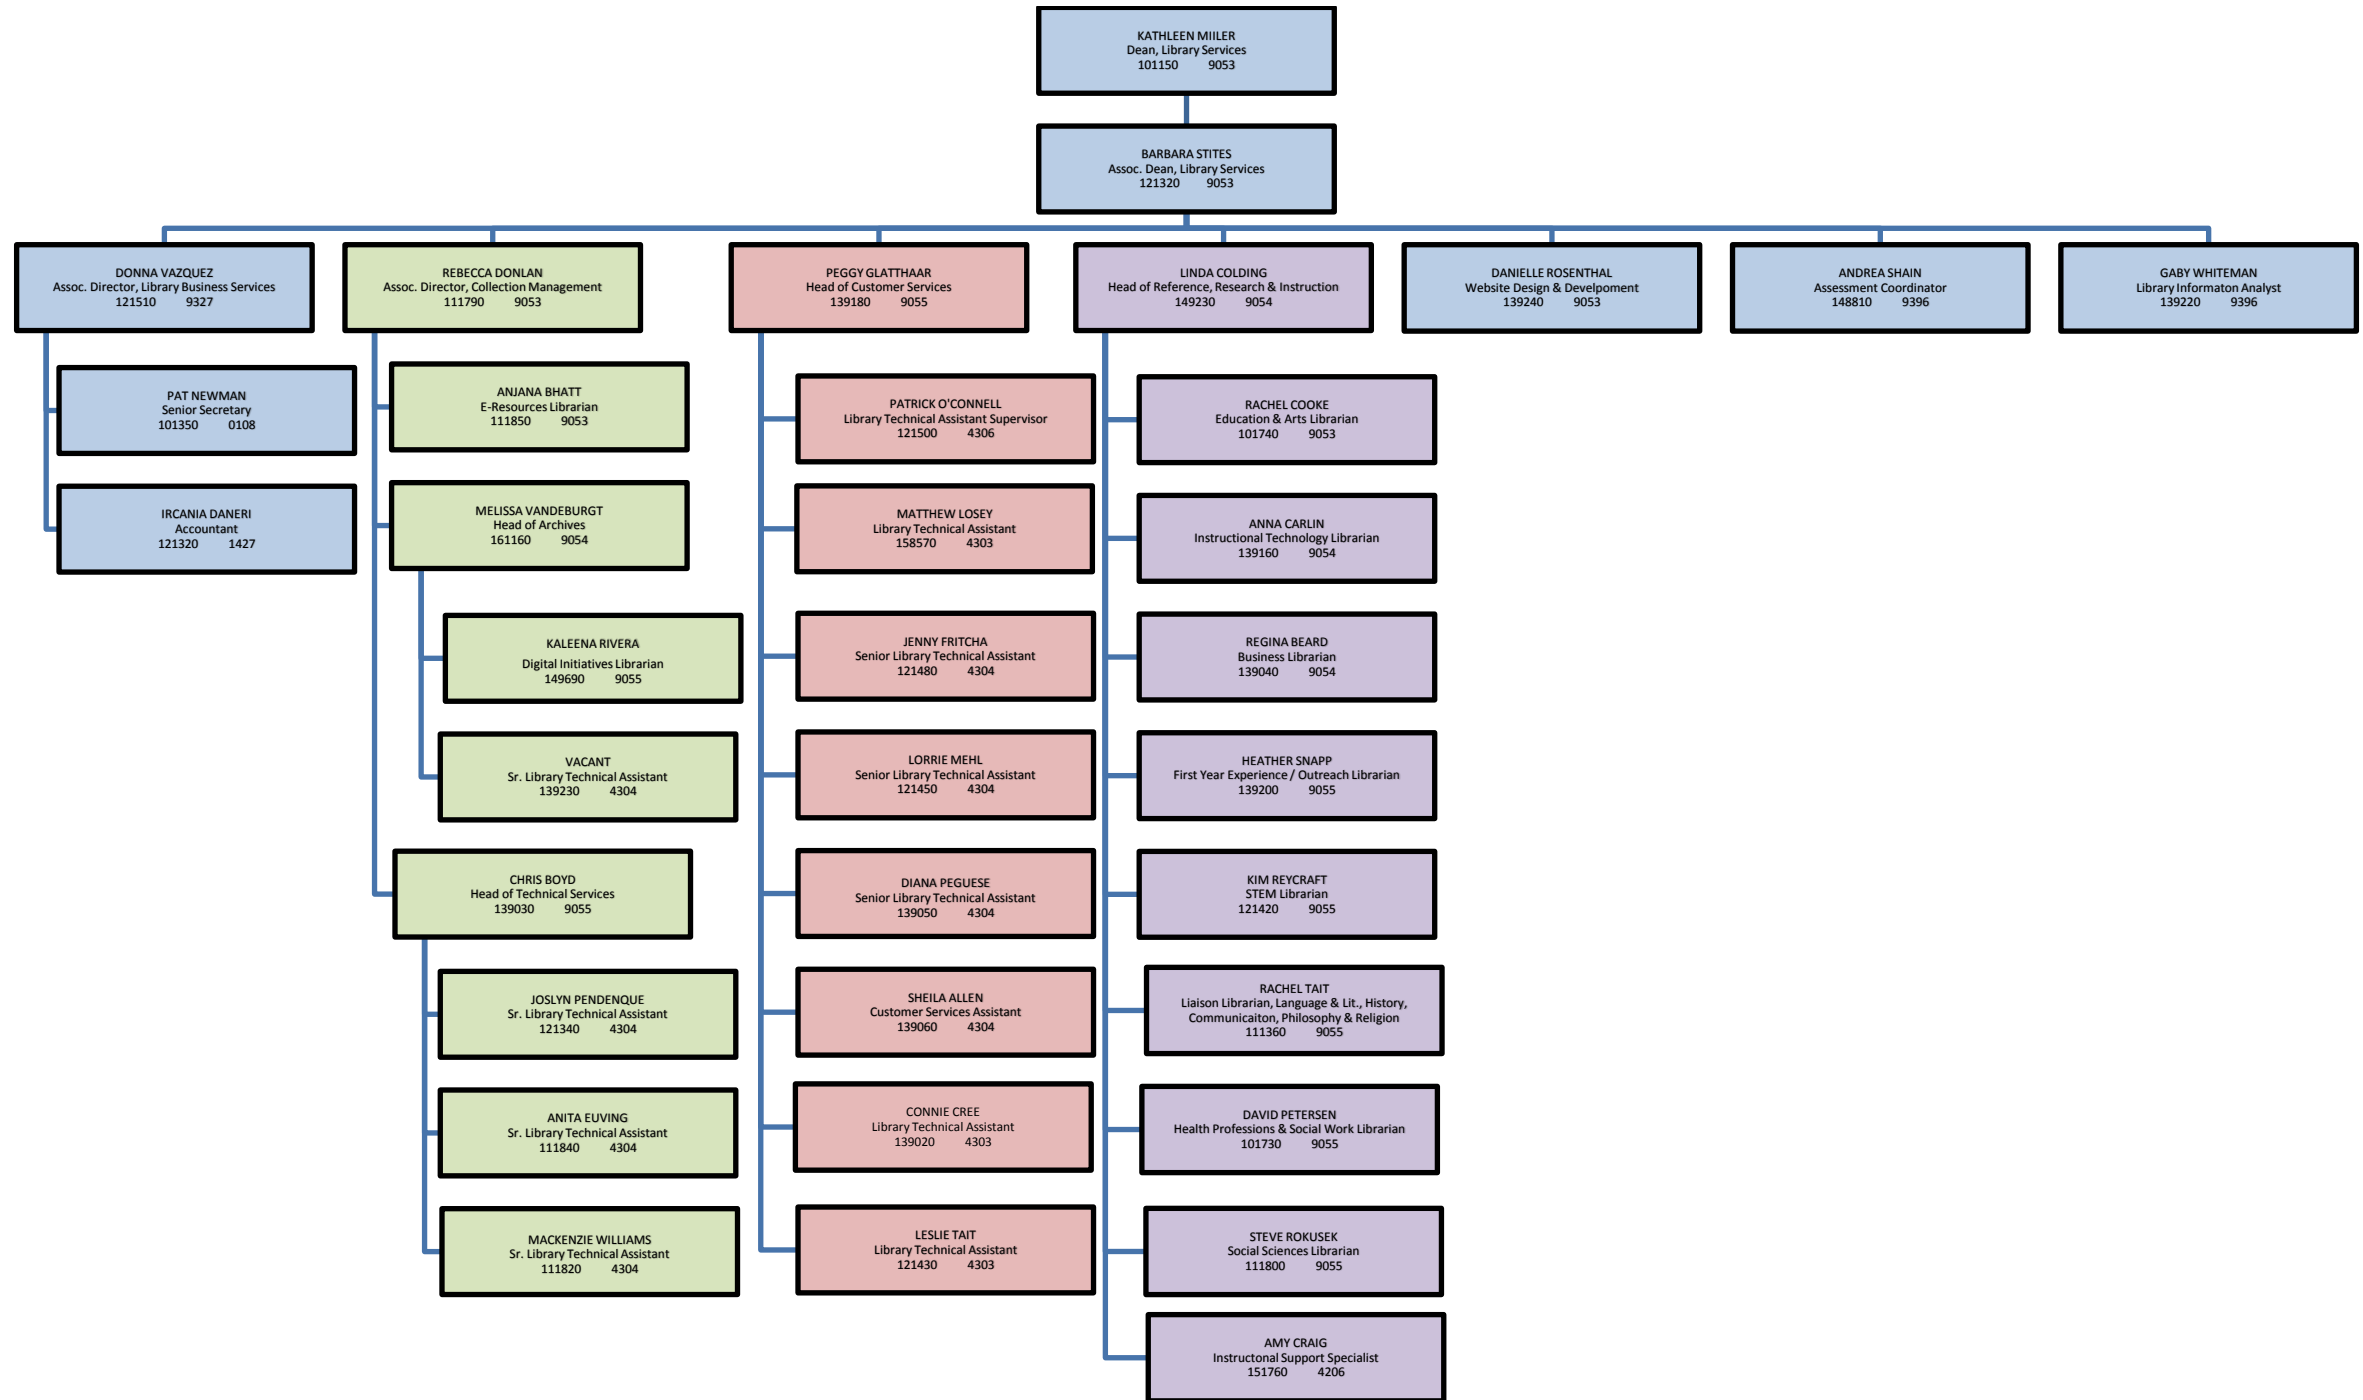 KATHLEEN MIILER
Dean, Library Services
101150 9053
BARBARA STITES
Assoc. Dean, Library Services
121320 9053
DONNA VAZQUEZ
Assoc. Director, Library Business Services
121510 9327
REBECCA DONLAN
Assoc. Director, Collection Management
111790 9053
PEGGY GLATTHAAR
Head of Customer Services
139180 9055
LINDA COLDING
Head of Reference, Research & Instruction
149230 9054
DANIELLE ROSENTHAL
Website Design & Develpoment
139240 9053
ANDREA SHAIN
Assessment Coordinator
148810 9396
GABY WHITEMAN
Library Informaton Analyst
139220 9396
PAT NEWMAN
Senior Secretary
101350 0108
IRCANIA DANERI
Accountant
121320 1427
ANJANA BHATT
E-Resources Librarian
111850 9053
MELISSA VANDEBURGT
Head of Archives
161160 9054
KALEENA RIVERA
Digital Initiatives Librarian
149690 9055
VACANT
Sr. Library Technical Assistant
139230 4304
CHRIS BOYD
Head of Technical Services
139030 9055
JOSLYN PENDENQUE
Sr. Library Technical Assistant
121340 4304
ANITA EUVING
Sr. Library Technical Assistant
111840 4304
MACKENZIE WILLIAMS
Sr. Library Technical Assistant
111820 4304
PATRICK O'CONNELL
Library Technical Assistant Supervisor
121500 4306
MATTHEW LOSEY
Library Technical Assistant
158570 4303
JENNY FRITCHA
Senior Library Technical Assistant
121480 4304
LORRIE MEHL
Senior Library Technical Assistant
121450 4304
DIANA PEGUESE
Senior Library Technical Assistant
139050 4304
SHEILA ALLEN
Customer Services Assistant
139060 4304
CONNIE CREE
Library Technical Assistant
139020 4303
LESLIE TAIT
Library Technical Assistant
121430 4303
RACHEL COOKE
Education & Arts Librarian
101740 9053
ANNA CARLIN
Instructional Technology Librarian
139160 9054
REGINA BEARD
Business Librarian
139040 9054
HEATHER SNAPP
First Year Experience / Outreach Librarian
139200 9055
KIM REYCRAFT
STEM Librarian
121420 9055
RACHEL TAIT
Liaison Librarian, Language & Lit., History,
Communicaiton, Philosophy & Religion
111360 9055
DAVID PETERSEN
Health Professions & Social Work Librarian
101730 9055
STEVE ROKUSEK
Social Sciences Librarian
111800 9055
AMY CRAIG
Instructonal Support Specialist
151760 4206